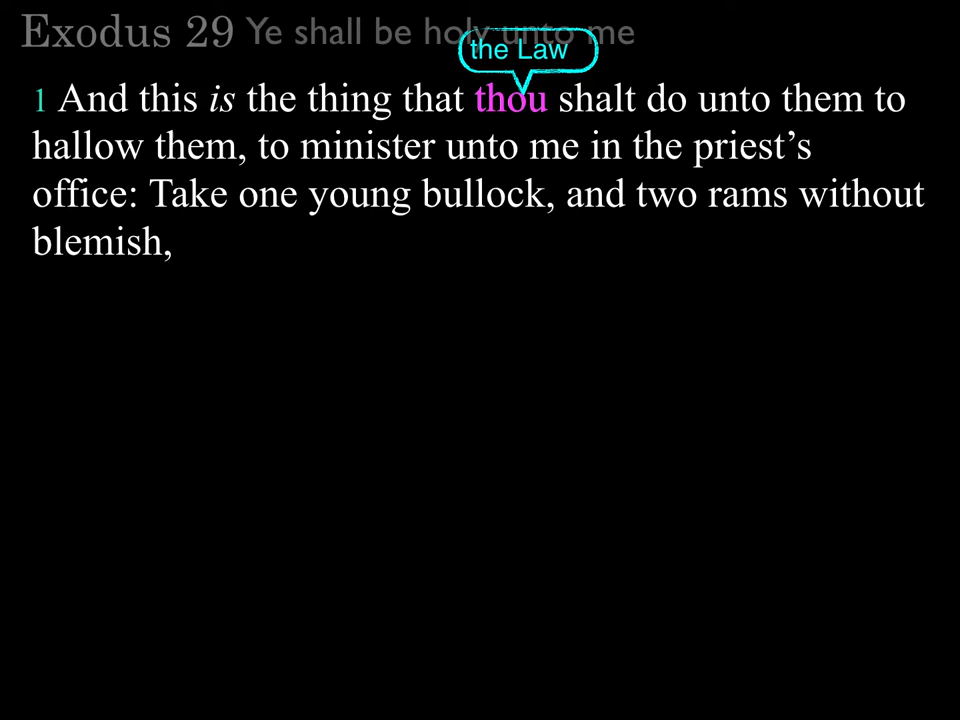 Exodus 29 Ye shall be holy unto me
the Law
1 And this is the thing that thou shalt do unto them to
hallow them, to minister unto me in the priest’s
office: Take one young bullock, and two rams without
blemish,